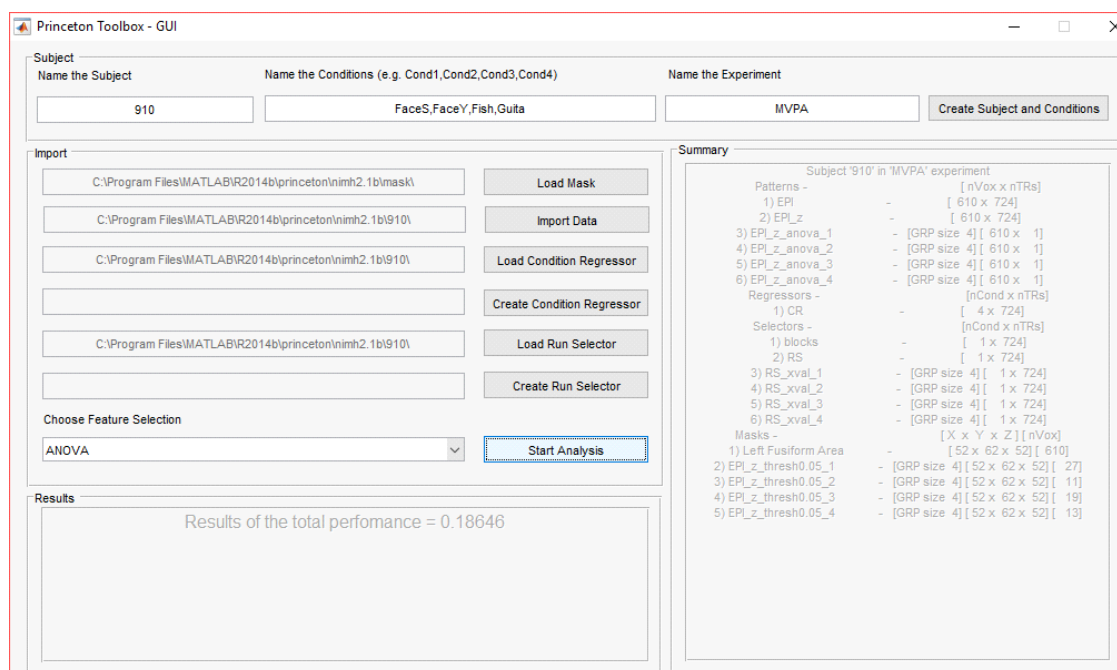 Princeton Toolbox - GUI
Subject
Name the Subject
Name the Conditions (e.g. Cond1,Cond2,Cond3,Cond4)
Name the Experiment
910
FaceS,FaceY,Fish,Guita
MVPA
Create Subject and Conditions
Import
C:\Program Files\MATLAB\R2014b\princeton\nimh2.1b\mask\
Load Mask
C:\Program Files\MATLAB\R2014b\princeton\nimh2.1b\910\
Import Data
C:\Program Files\MATLAB\R2014b\princeton\nimh2.1b\910\
Load Condition Regressor
Create Condition Regressor
C:\Program Files\MATLAB\R2014b\princeton\nimh2.1b\910\
Load Run Selector
Create Run Selector
Choose Feature Selection
ANOVA
Start Analysis
Results
Results of the total perfomance = 0.18646
Summary
Subject '910' in 'MVPA' experiment
Patterns - [ nVox x nTRs]
1) EPI - [ 610 x 724]
2) EPI_z - [ 610 x 724]
3) EPI_z_anova_1 - [GRP size 4] [ 610 x 1]
4) EPI_z_anova_2 - [GRP size 4] [ 610 x 1]
5) EPI_z_anova_3 - [GRP size 4] [ 610 x 1]
6) EPI_z_anova_4 - [GRP size 4] [ 610 x 1]
Regressors - [nCond x nTRs]
1) CR - [ 4 x 724]
Selectors - [nCond x nTRs]
1) blocks - [ 1 x 724]
2) RS - [ 1 x 724]
3) RS_xval_1 - [GRP size 4] [ 1 x 724]
4) RS_xval_2 - [GRP size 4] [ 1 x 724]
5) RS_xval_3 - [GRP size 4] [ 1 x 724]
6) RS_xval_4 - [GRP size 4] [ 1 x 724]
Masks - [ X x Y x Z ] [ nVox]
1) Left Fusiform Area - [ 52 x 62 x 52] [ 610]
2) EPI_z_thresh0.05_1 - [GRP size 4] [ 52 x 62 x 52] [ 27]
3) EPI_z_thresh0.05_2 - [GRP size 4] [ 52 x 62 x 52] [ 11]
4) EPI_z_thresh0.05_3 - [GRP size 4] [ 52 x 62 x 52] [ 19]
5) EPI_z_thresh0.05_4 - [GRP size 4] [ 52 x 62 x 52] [ 13]